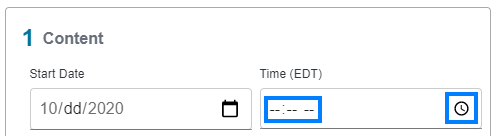 1 Content
Start Date Time (EDT)
10/dd/2020 --:-- --